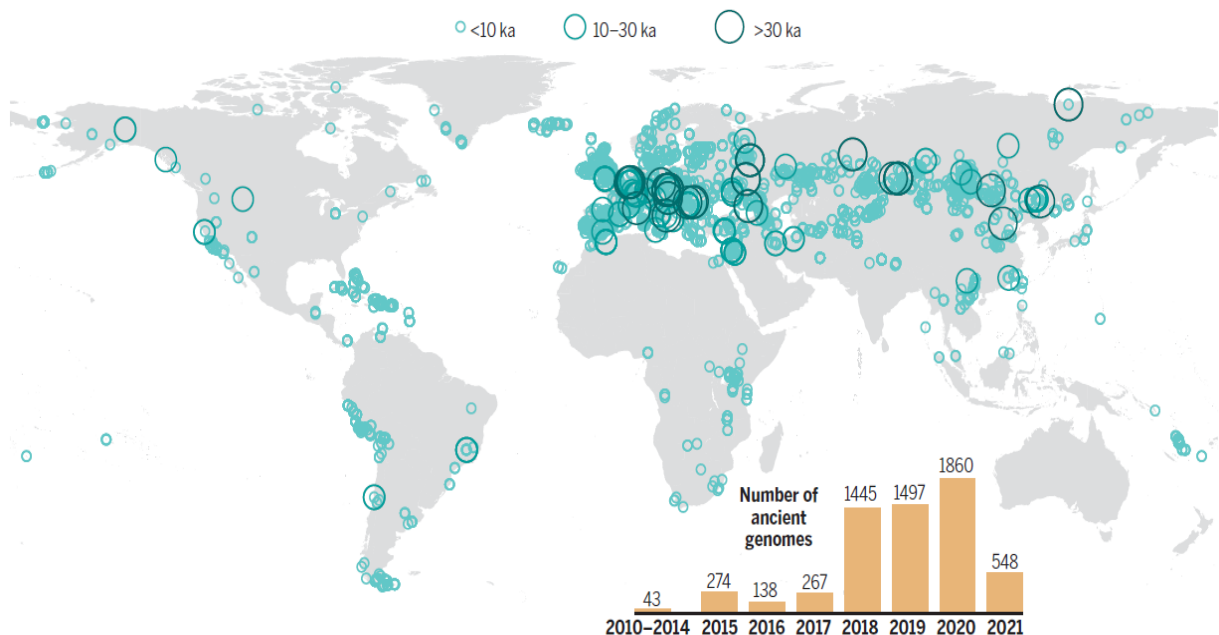 <10 ka 10–30 ka >30 ka
Number of
ancient
genomes
43 274 138 267 1445 1497 1860 548
2010–2014 2015 2016 2017 2018 2019 2020 2021